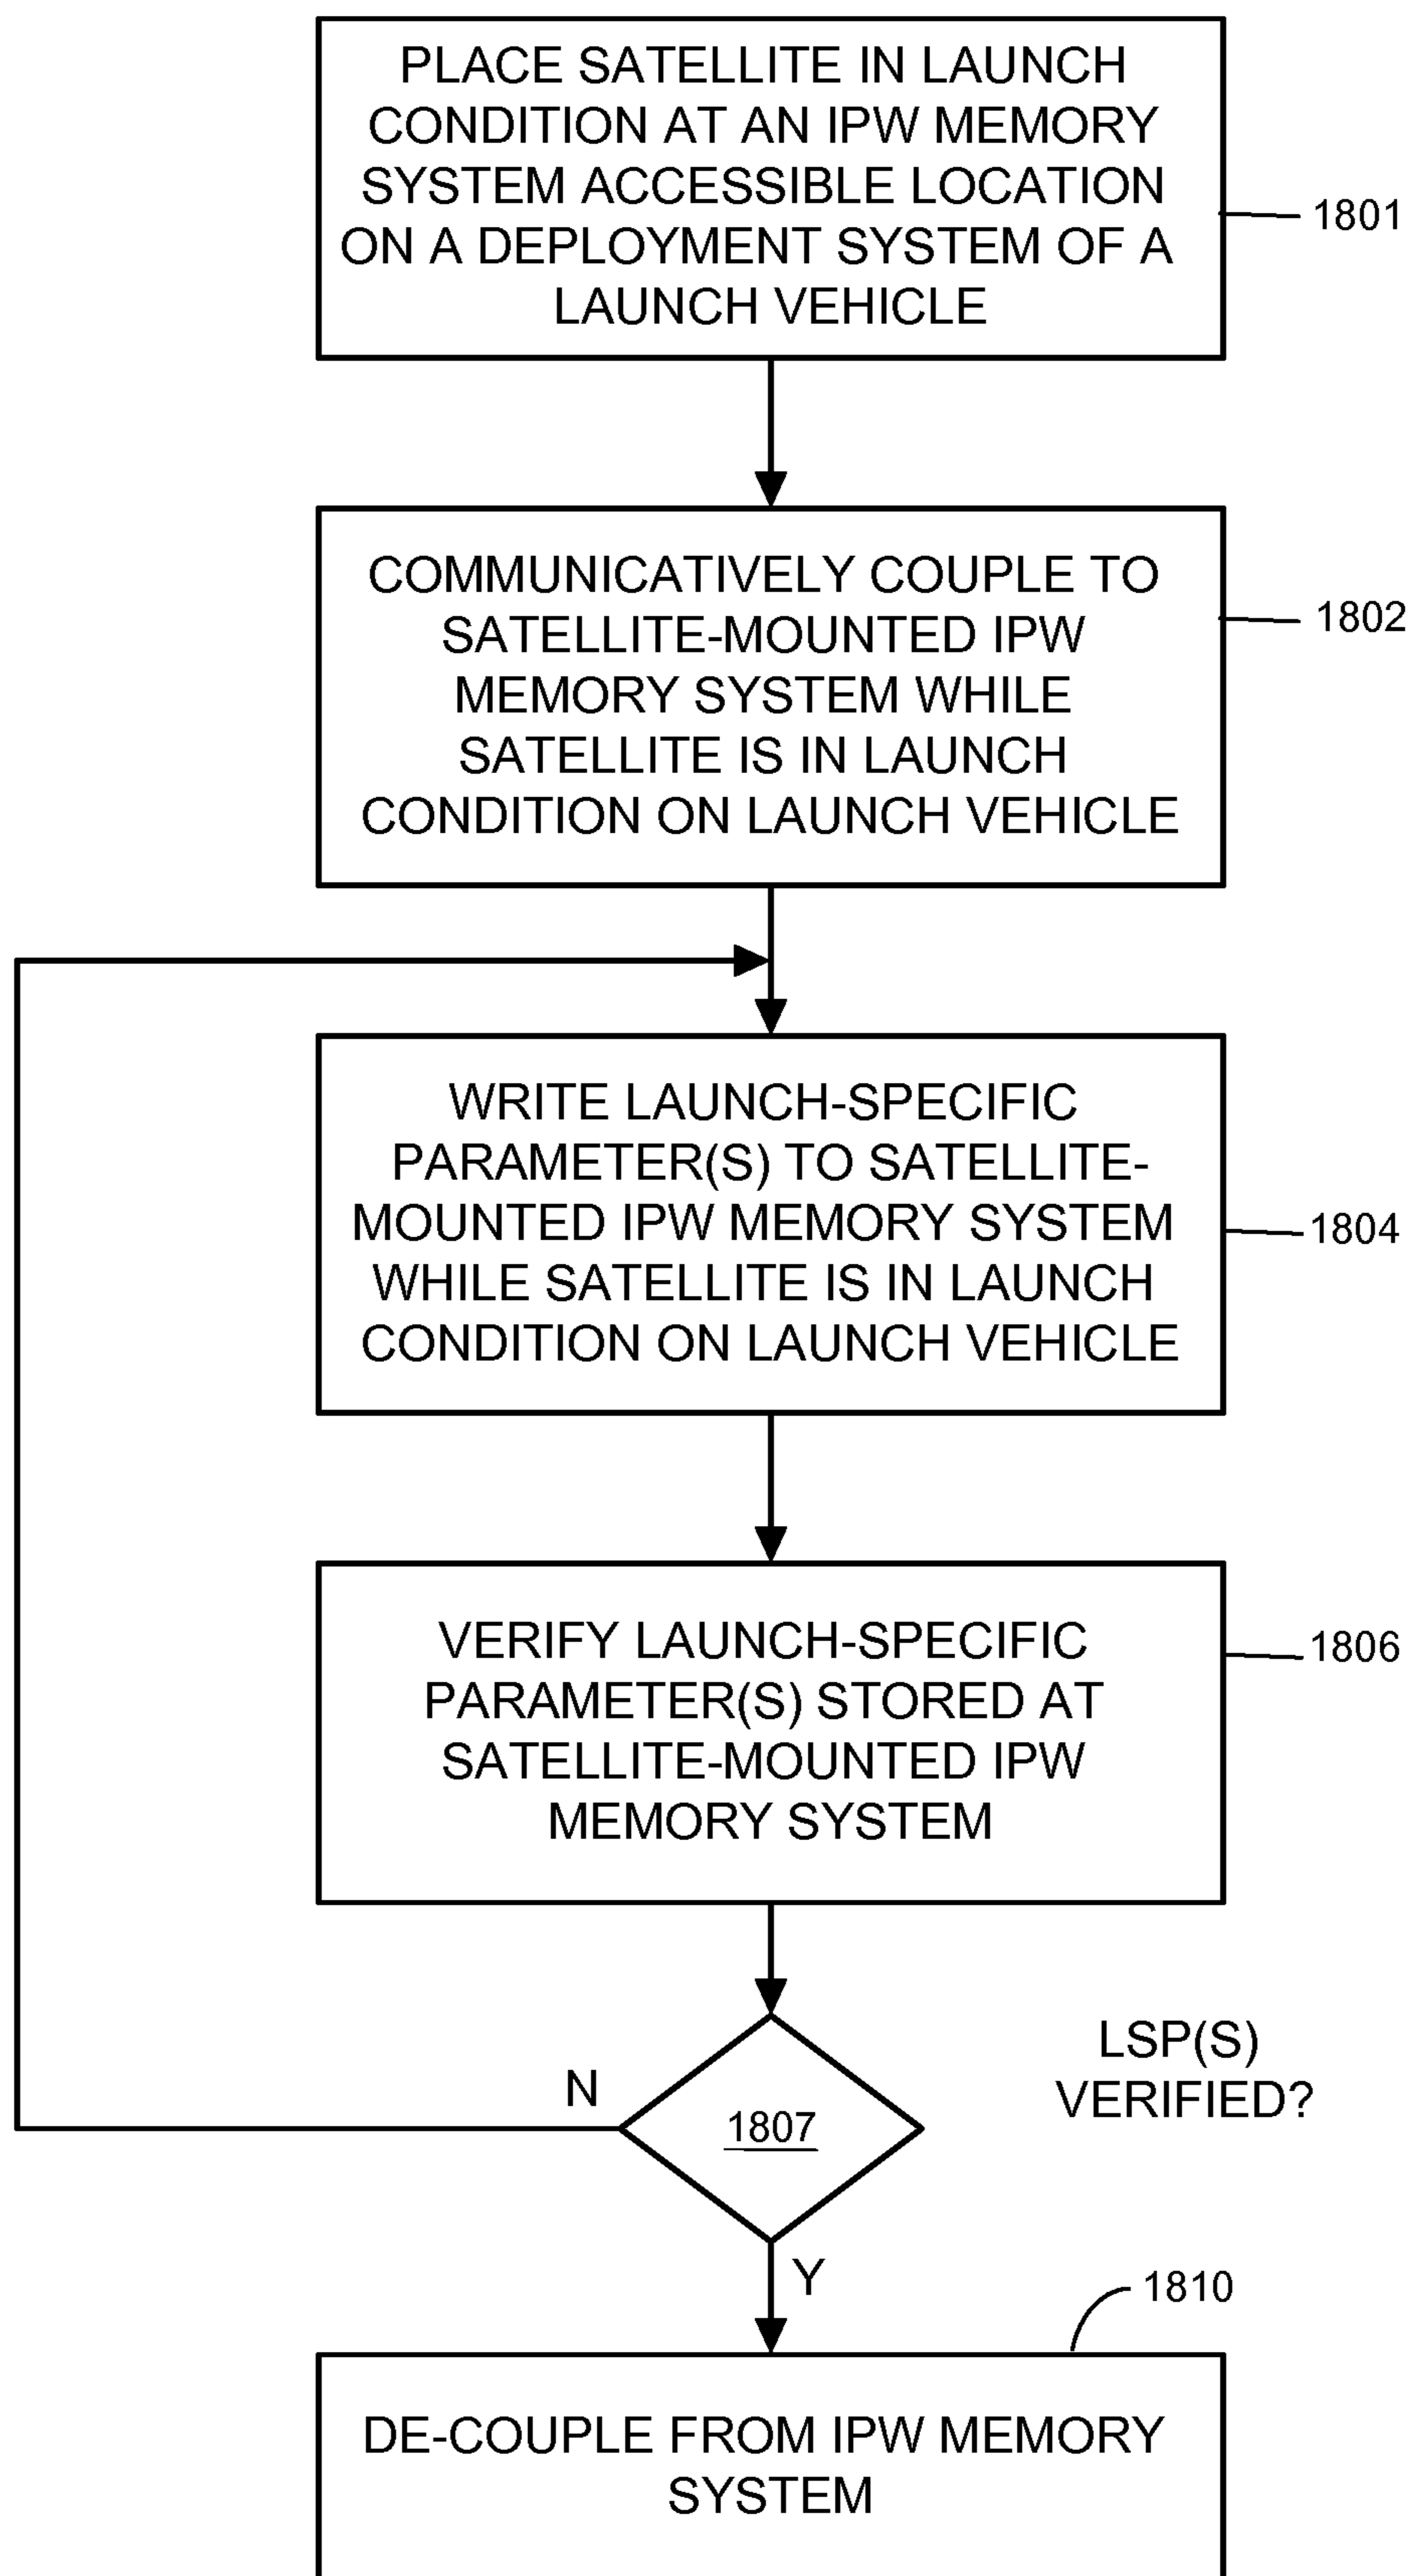 PLACE SATELLITE IN LAUNCH
CONDITION AT AN IPW MEMORY
SYSTEM ACCESSIBLE LOCATION
ON A DEPLOYMENT SYSTEM OF A
LAUNCH VEHICLE
1801
COMMUNICATIVELY COUPLE TO
SATELLITE-MOUNTED IPW
MEMORY SYSTEM WHILE
SATELLITE IS IN LAUNCH
CONDITION ON LAUNCH VEHICLE
1802
WRITE LAUNCH-SPECIFIC
PARAMETER(S) TO SATELLITE-
MOUNTED IPW MEMORY SYSTEM
WHILE SATELLITE IS IN LAUNCH
CONDITION ON LAUNCH VEHICLE
1804
VERIFY LAUNCH-SPECIFIC
PARAMETER(S) STORED AT
SATELLITE-MOUNTED IPW
MEMORY SYSTEM
1806
N
1807
LSP(S)
VERIFIED?
Y
1810
DE-COUPLE FROM IPW MEMORY
SYSTEM